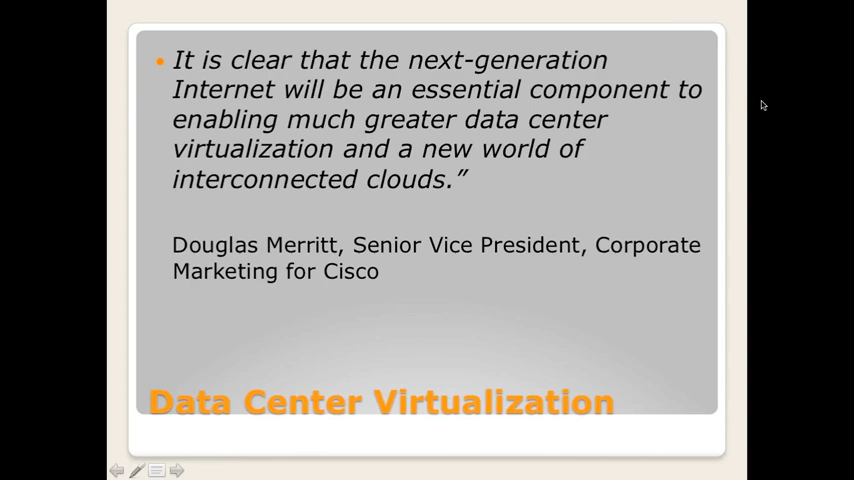 It is clear that the next-generation
Internet will be an essential component to
enabling much greater data center
virtualization and a new world of
interconnected clouds.”
Douglas Merritt, Senior Vice President, Corporate
Marketing for Cisco
Data Center Virtualization